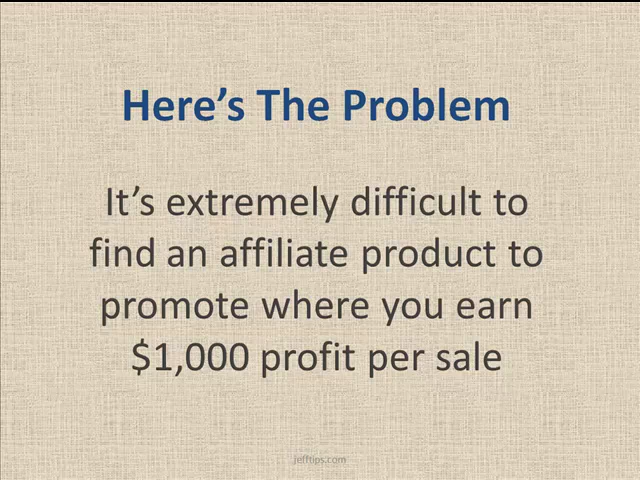 Here’s The Problem
It’s extremely difficult to
find an affiliate product to
promote where you earn
$1,000 profit per sale
jefftips.com